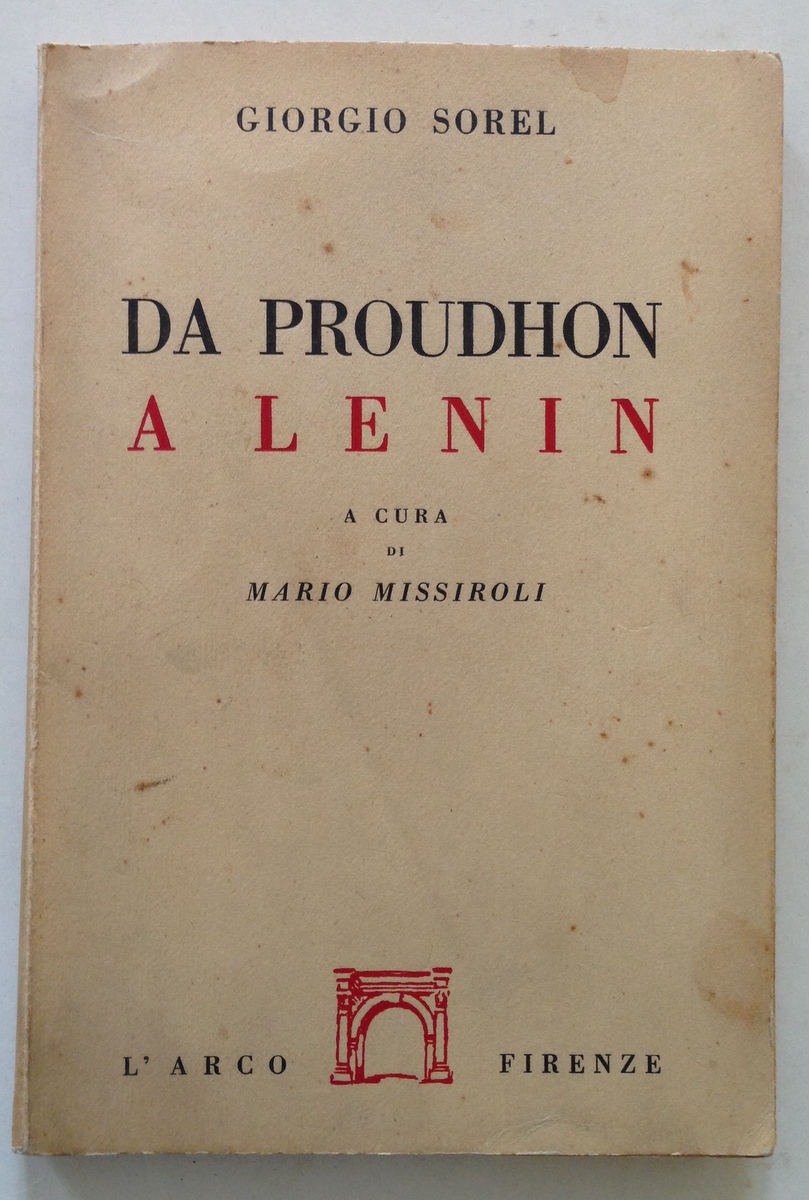 GIORGIO SOREL
DA PROUDHON
A LENIN
A CURA
DI
MARIO MISSIROLI
L'ARCO FIRENZE